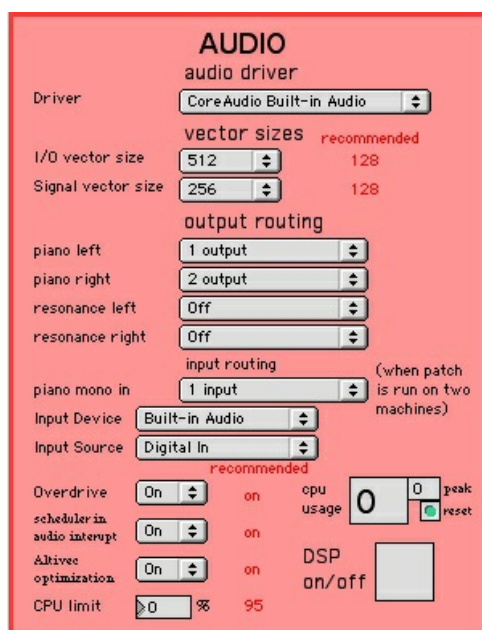 AUDIO
audio driver
Driver CoreAudio Built-in Audio
vector sizes recommended
I/O vector size 512 128
Signal vector size 256 128
output routing
piano left 1 output
piano right 2 output
resonance left Off
resonance right Off
input routing
(when patch
piano mono in 1 input is run on two
machines)
Input Device Built-in Audio
Input Source Digital In
recommended
Overdrive On on
cpu
usage 0 0 peak
reset
scheduler in
audio interupt On on
Altivec
optimization On on
DSP
on/off
CPU limit 0 % 95